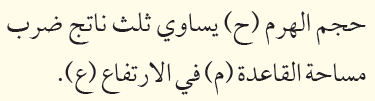 حجم الهرم (ح) يساوي ثلث ناتج ضرب
مساحة القاعدة (م) في الارتفاع (ع).